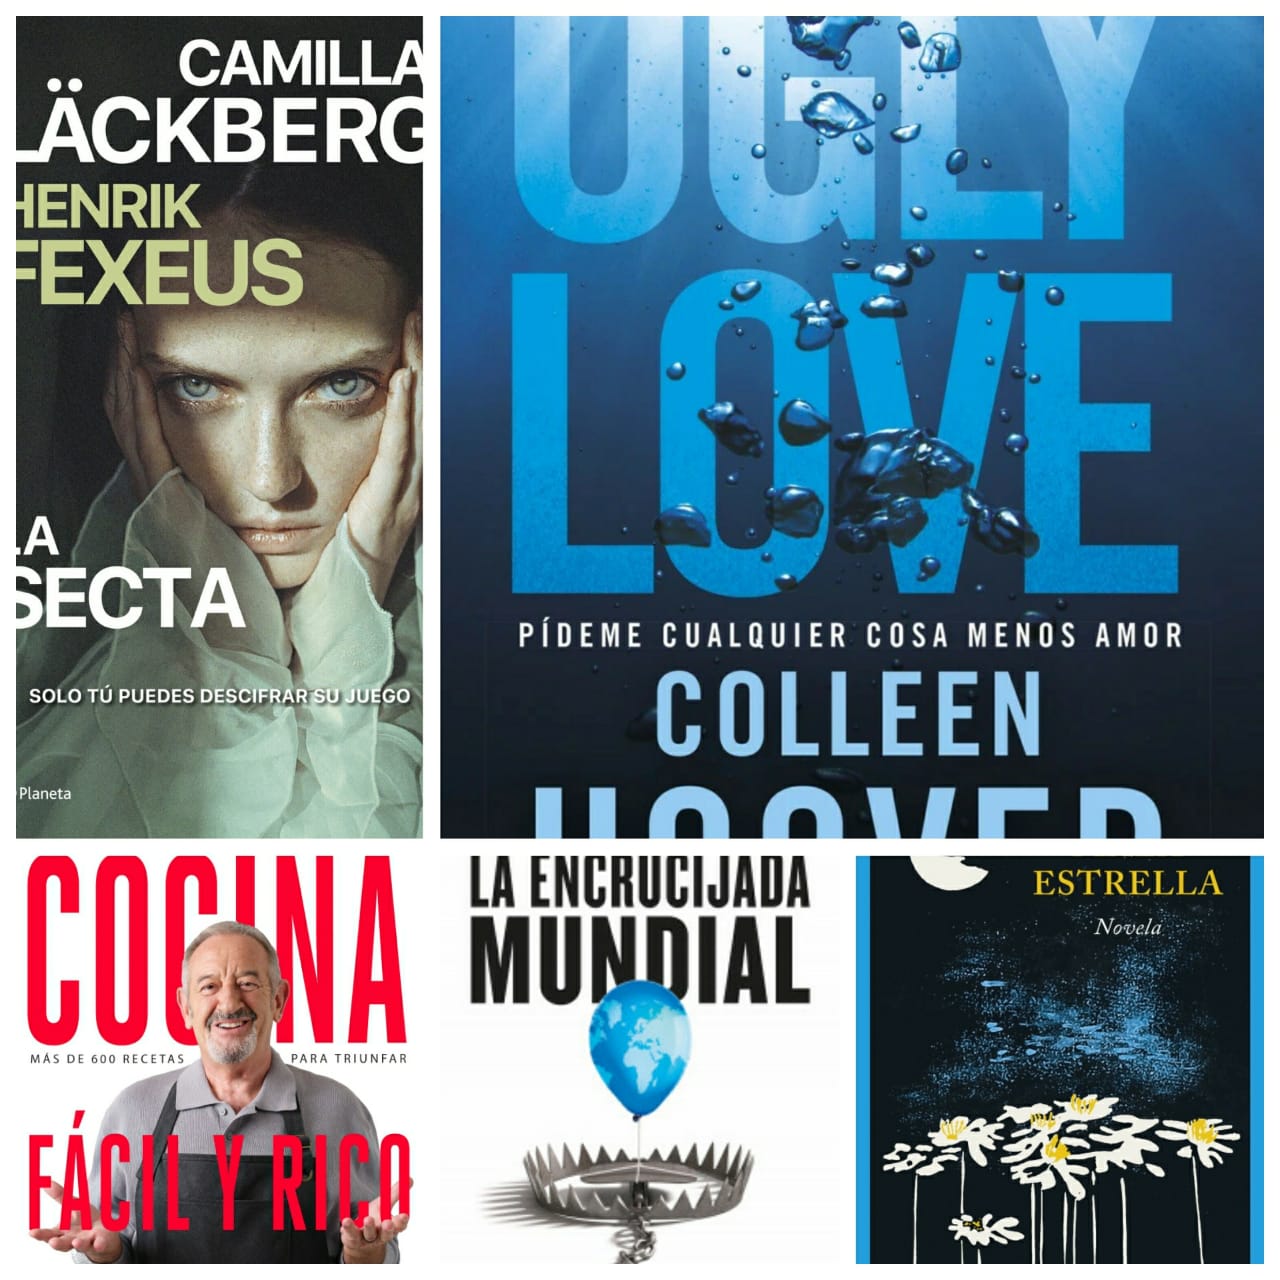 CAMILLA
LÄCKBERG
HENRIK
FEXEUS
LA
SECTA
SOLO TÚ PUEDES DESCIFRAR SU JUEGO
Planeta
UGLY
LOVE
PÍDEME CUALQUIER COSA MENOS AMOR
COLLEEN
HOOVER
COCINA
MÁS DE 600 RECETAS PARA TRIUNFAR
FÁCIL Y RICO
LA ENCRUCIJADA
MUNDIAL
ESTRELLA
Novela